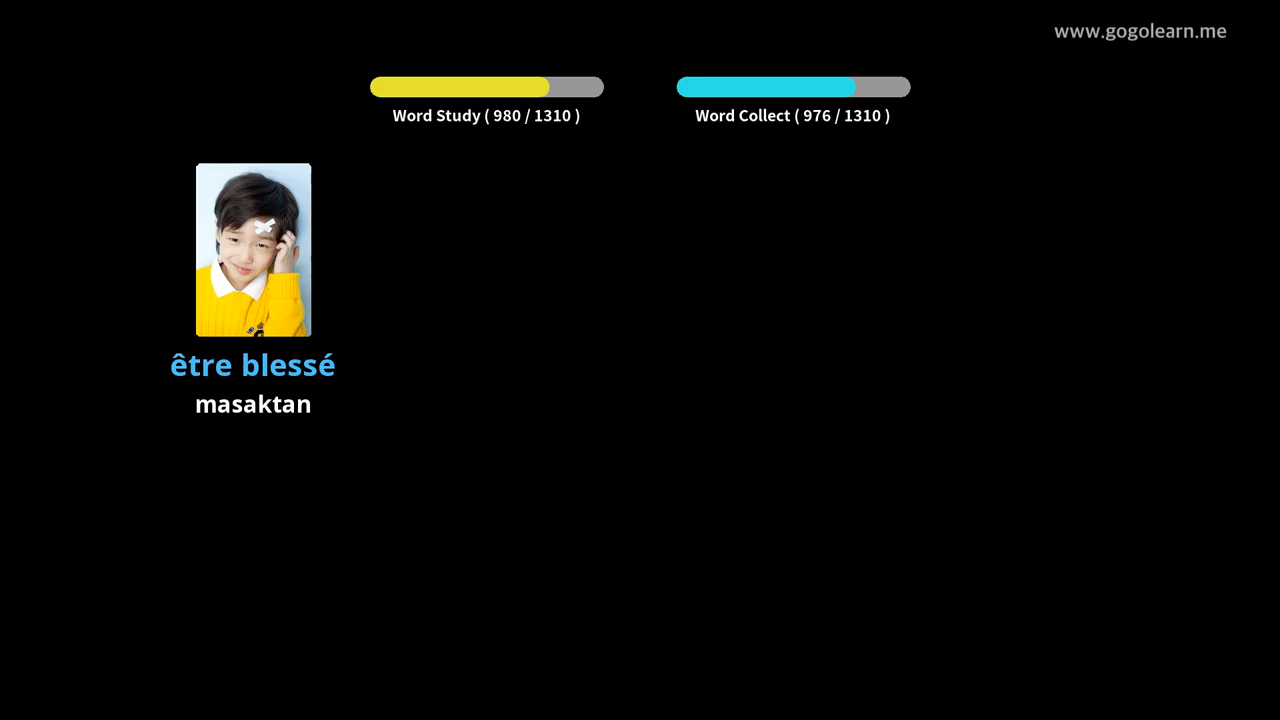 www.gogolearn.me
Word Study ( 980 / 1310 )
Word Collect ( 976 / 1310 )
être blessé
masaktan